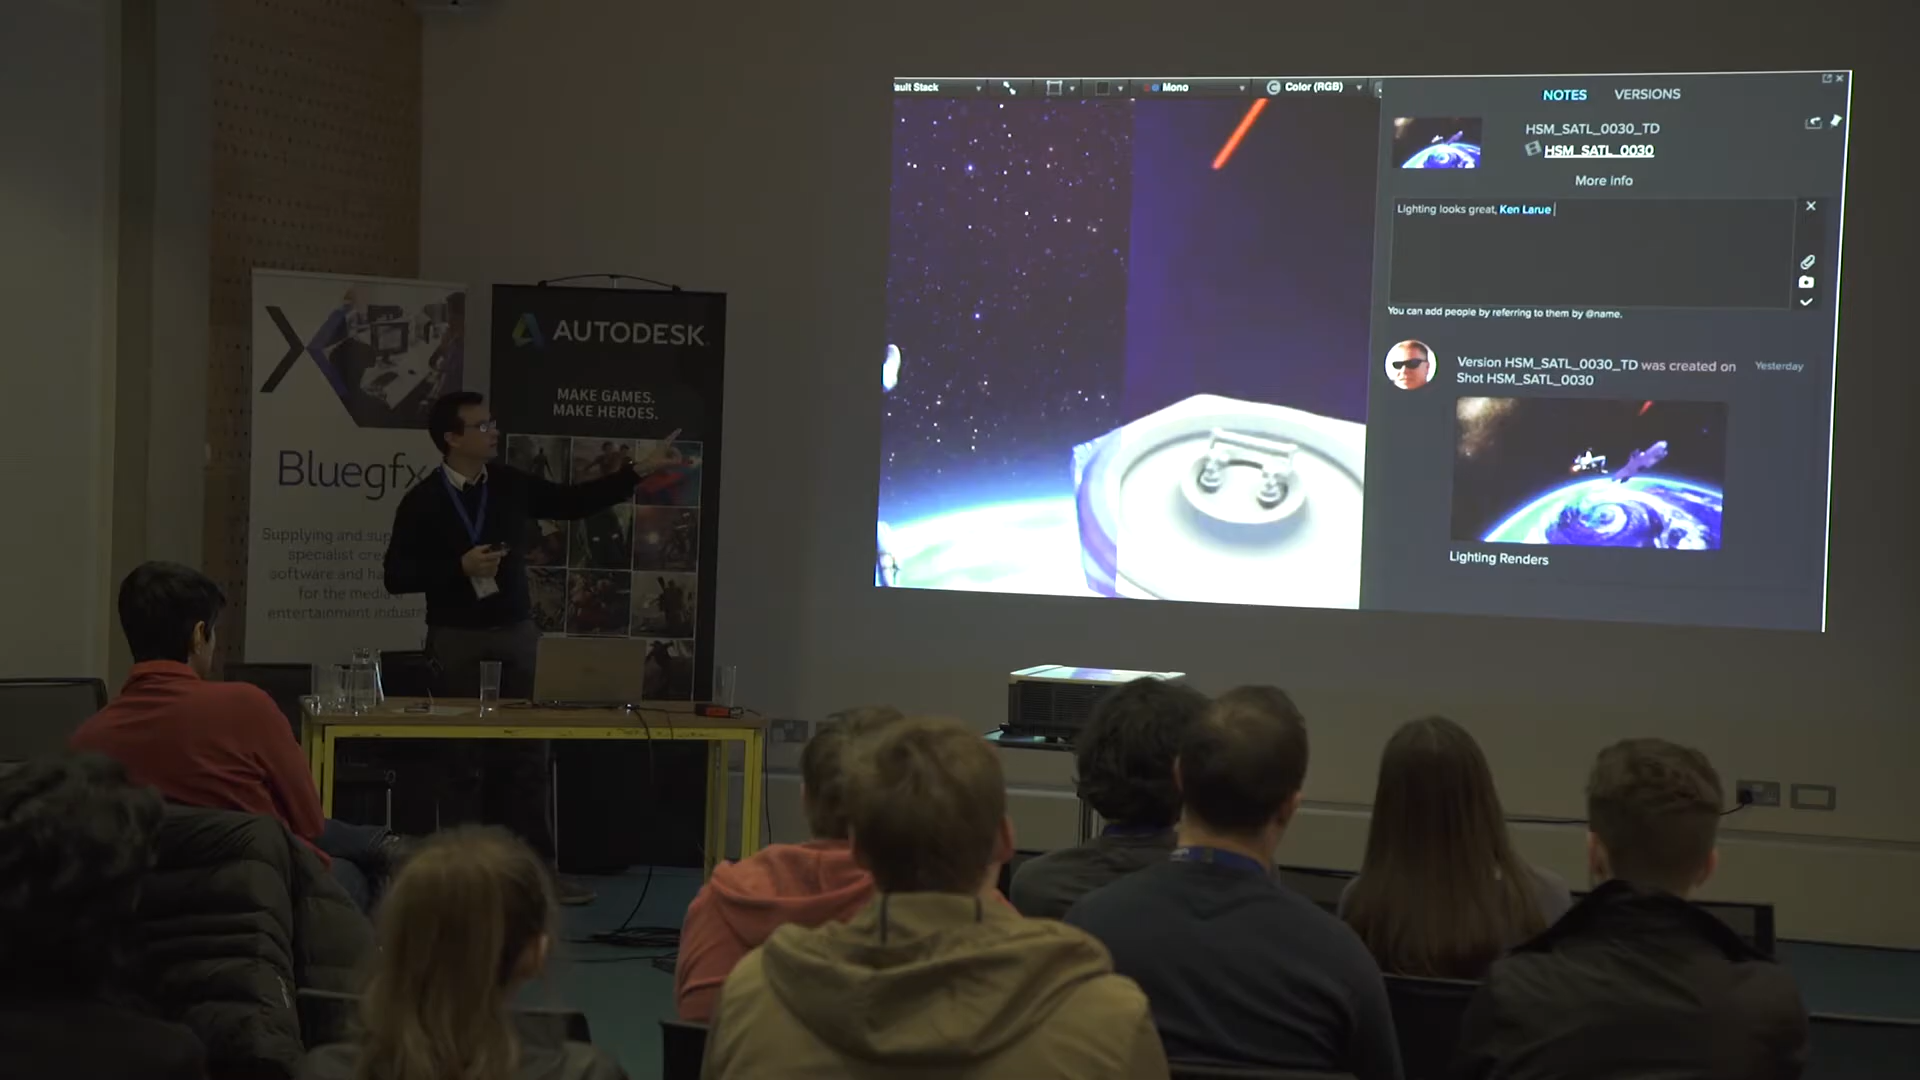 ault Stack
Mono
Color (RGB)
NOTES
VERSIONS
HSM_SATL_0030_TD
HSM_SATL_0030
More info
Lighting looks great, Ken Larue
You can add people by referring to them by @name.
Version HSM_SATL_0030_TD was created on
Shot HSM_SATL_0030
Yesterday
Lighting Renders
AUTODESK
MAKE GAMES.
MAKE HEROES.
Bluegfx
Supplying and sup
specialist cre
software and ha
for the media
entertainment industr